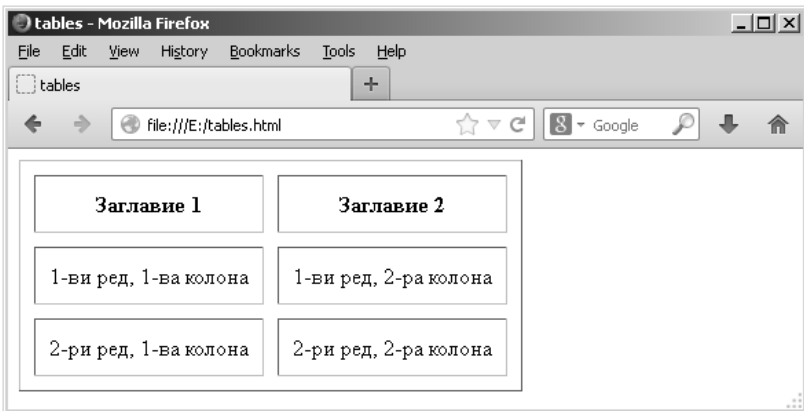 tables - Mozilla Firefox
File Edit View History Bookmarks Tools Help
tables +
file:///E:/tables.html 8 Google
Заглавие 1 Заглавие 2
1-ви ред, 1-ва колона 1-ви ред, 2-ра колона
2-ри ред, 1-ва колона 2-ри ред, 2-ра колона